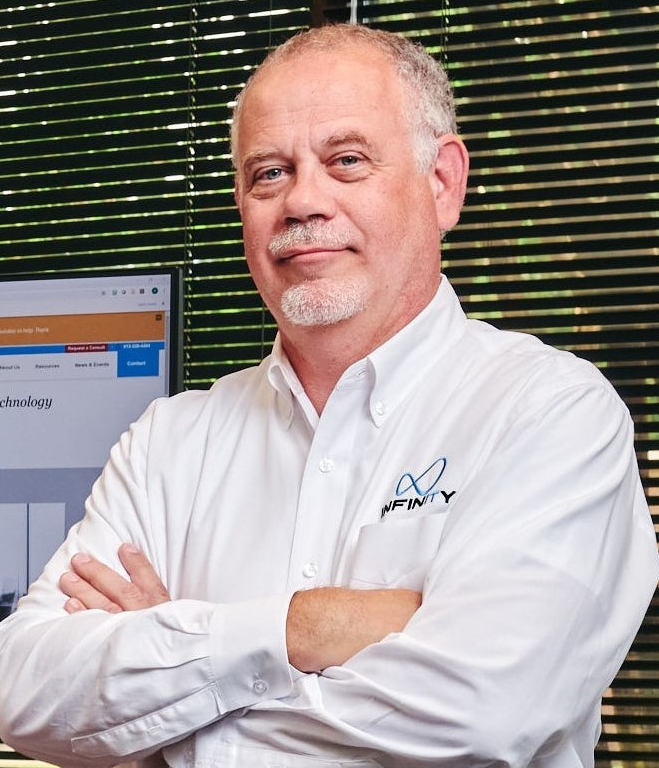 Request a Consult
About Us Resources News & Events Contact
chnology
INFINITY